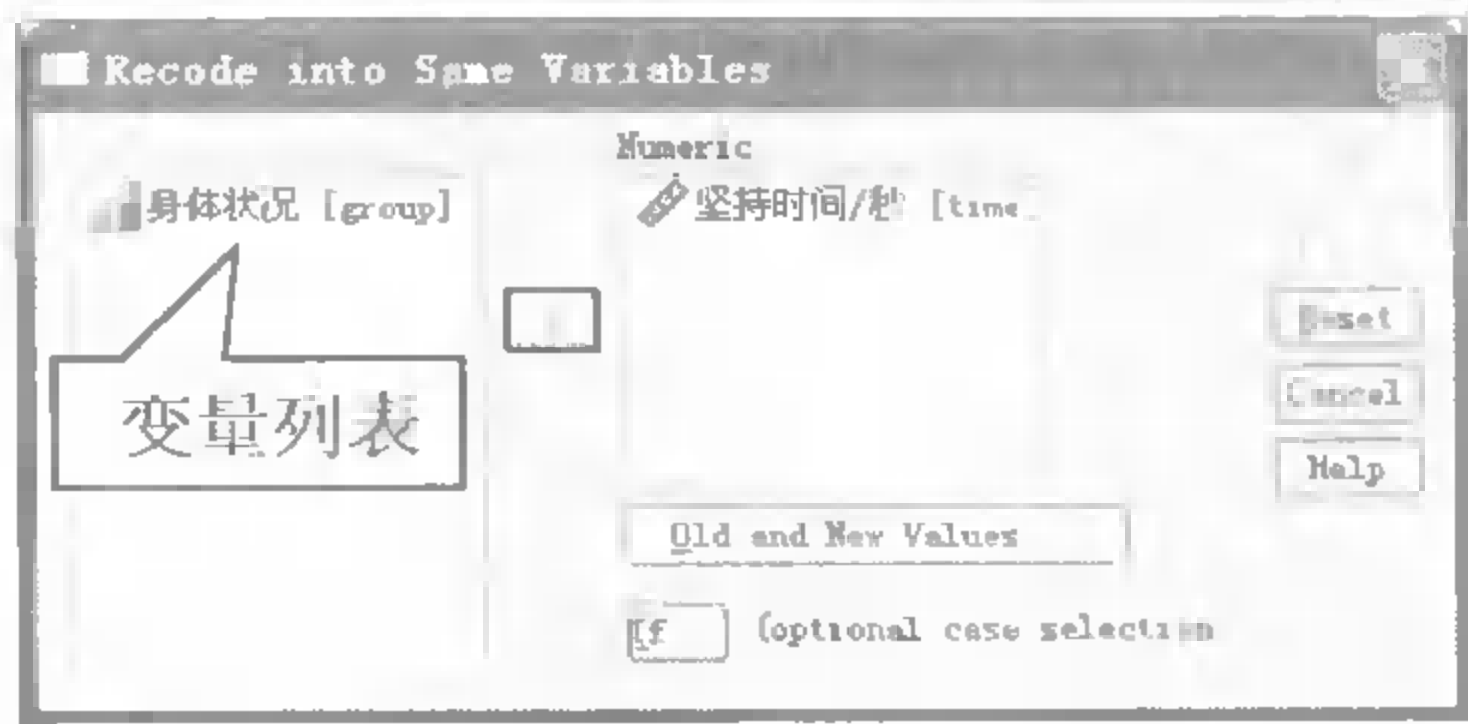 Recode into Same Variables
Numeric
身体状况 [group]
坚持时间/秒 [time
变量列表
Reset
Cancel
Help
Old and New Values
If (optional case selection